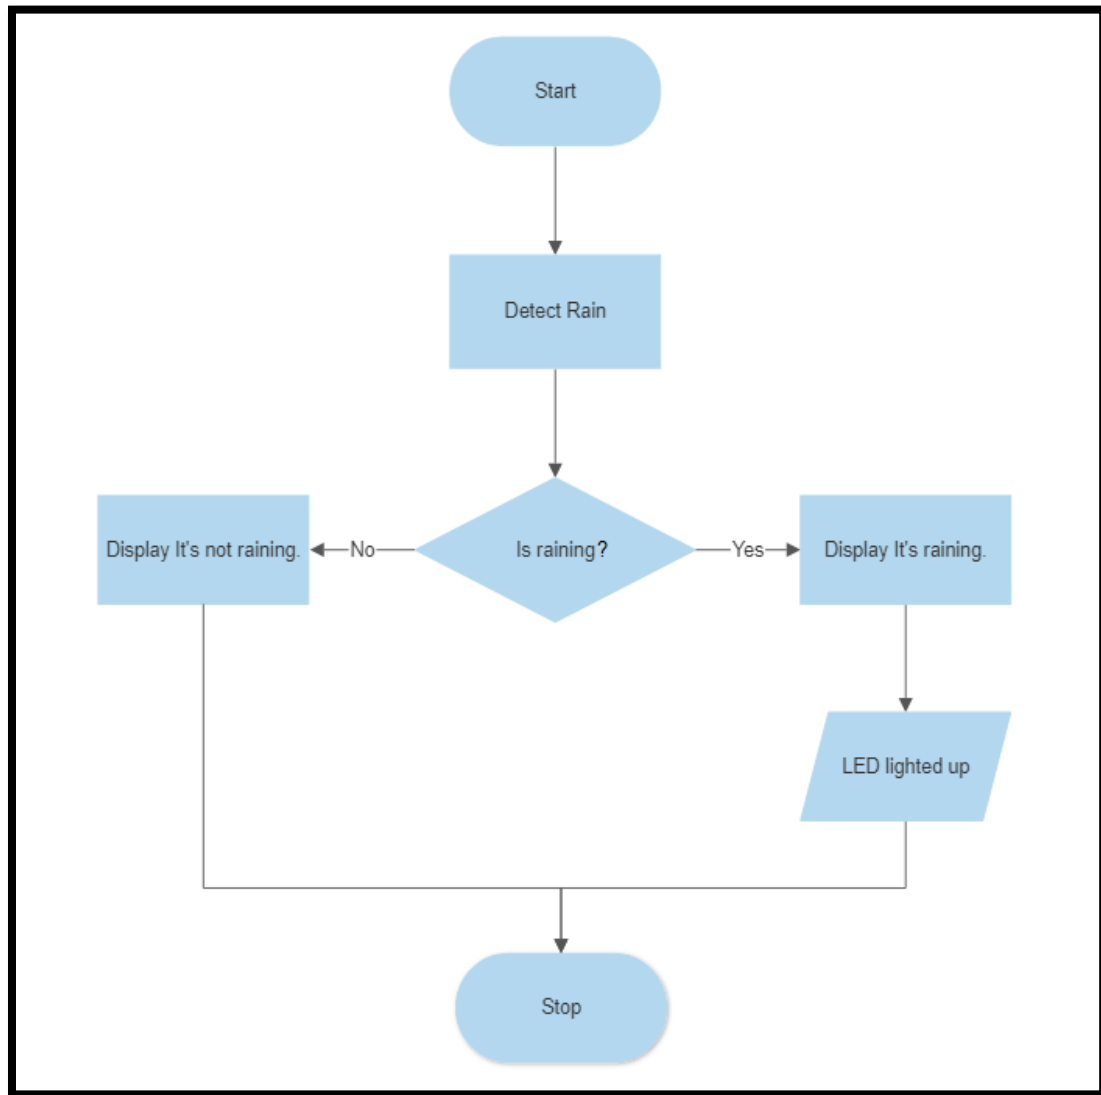 Start
Detect Rain
Display It's not raining.
No
Is raining?
Yes
Display It's raining.
LED lighted up
Stop